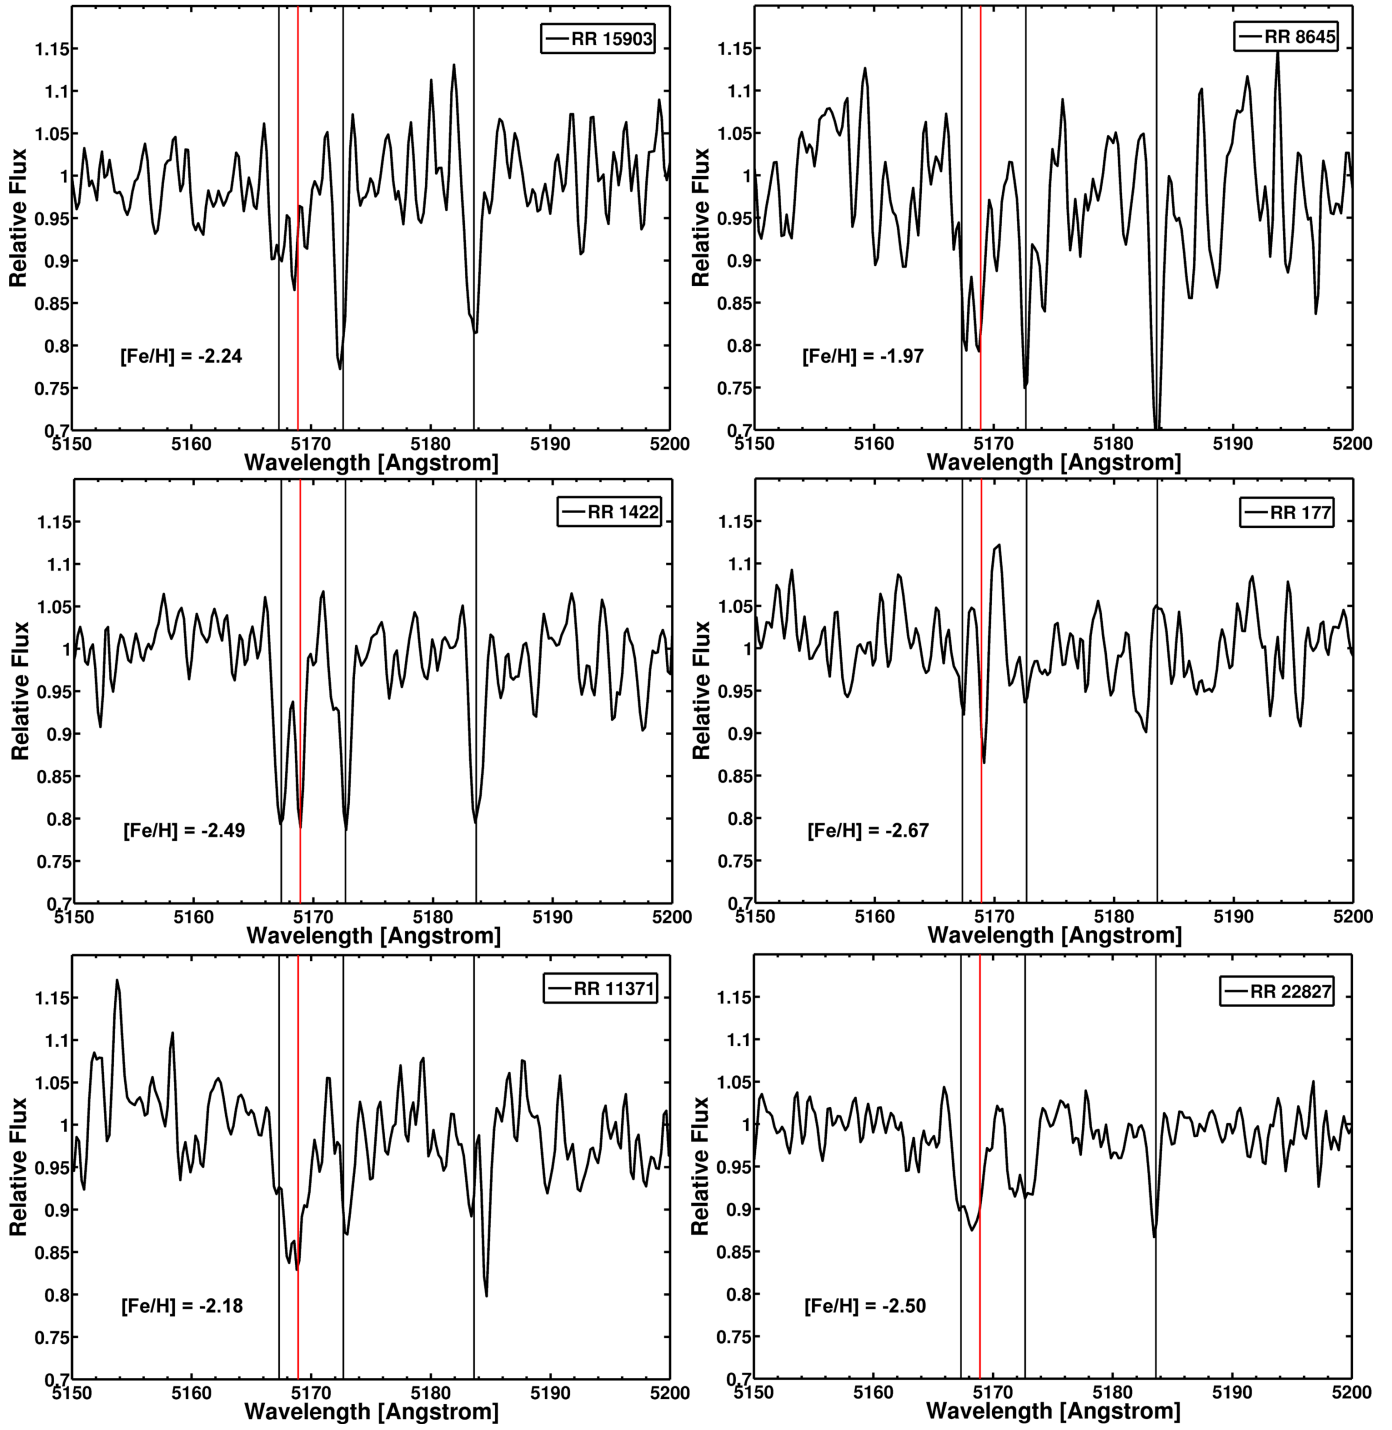 RR 15903
1.15
1.1
1.05
1
0.95
0.9
0.85
0.8
0.75
0.7
Relative Flux
[Fe/H] = -2.24
5150 5160 5170 5180 5190 5200
Wavelength [Angstrom]
RR 8645
1.15
1.1
1.05
1
0.95
0.9
0.85
0.8
0.75
0.7
Relative Flux
[Fe/H] = -1.97
5150 5160 5170 5180 5190 5200
Wavelength [Angstrom]
RR 1422
1.15
1.1
1.05
1
0.95
0.9
0.85
0.8
0.75
0.7
Relative Flux
[Fe/H] = -2.49
5150 5160 5170 5180 5190 5200
Wavelength [Angstrom]
RR 177
1.15
1.1
1.05
1
0.95
0.9
0.85
0.8
0.75
0.7
Relative Flux
[Fe/H] = -2.67
5150 5160 5170 5180 5190 5200
Wavelength [Angstrom]
RR 11371
1.15
1.1
1.05
1
0.95
0.9
0.85
0.8
0.75
0.7
Relative Flux
[Fe/H] = -2.18
5150 5160 5170 5180 5190 5200
Wavelength [Angstrom]
RR 22827
1.15
1.1
1.05
1
0.95
0.9
0.85
0.8
0.75
0.7
Relative Flux
[Fe/H] = -2.50
5150 5160 5170 5180 5190 5200
Wavelength [Angstrom]